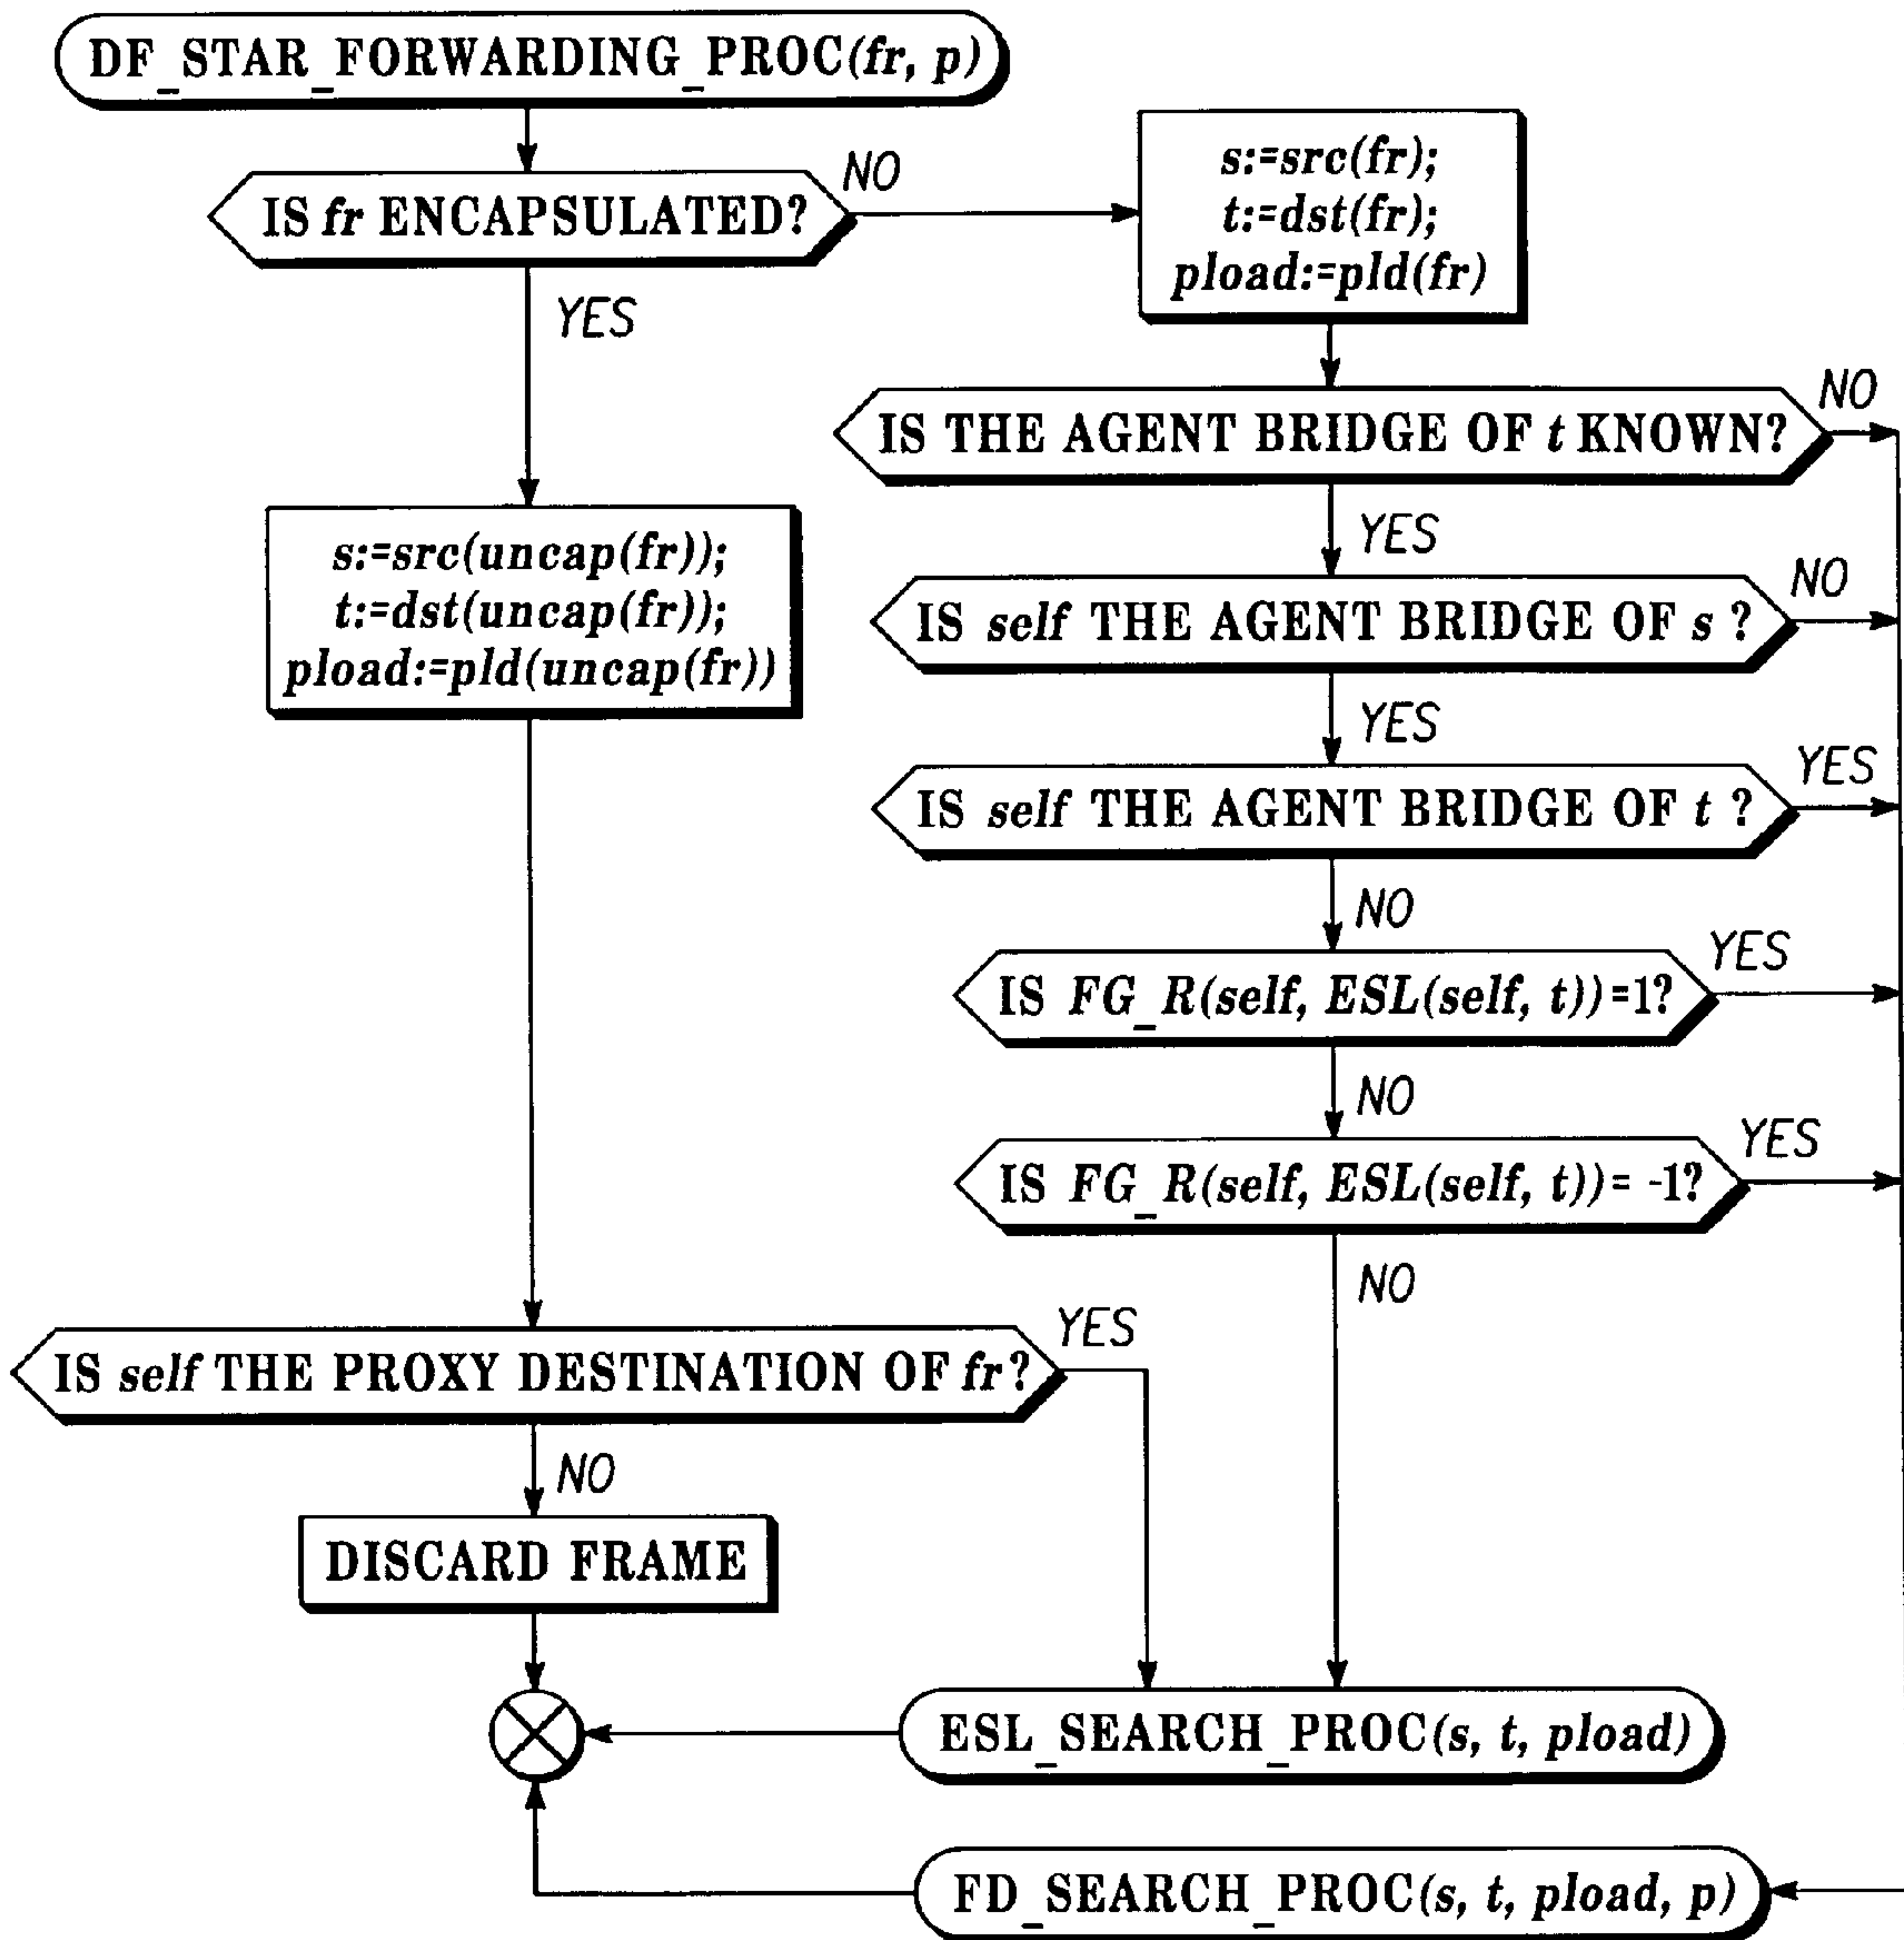 DF_STAR_FORWARDING_PROC(fr, p)
IS fr ENCAPSULATED?
NO
YES
s:=src(fr);
t:=dst(fr);
pload:=pld(fr)
IS THE AGENT BRIDGE OF t KNOWN?
NO
YES
IS self THE AGENT BRIDGE OF s ?
NO
YES
IS self THE AGENT BRIDGE OF t ?
YES
NO
IS FG_R(self, ESL(self, t))=1?
YES
NO
IS FG_R(self, ESL(self, t))= -1?
YES
NO
s:=src(uncap(fr));
t:=dst(uncap(fr));
pload:=pld(uncap(fr))
IS self THE PROXY DESTINATION OF fr?
YES
NO
DISCARD FRAME
ESL_SEARCH_PROC(s, t, pload)
FD_SEARCH_PROC(s, t, pload, p)